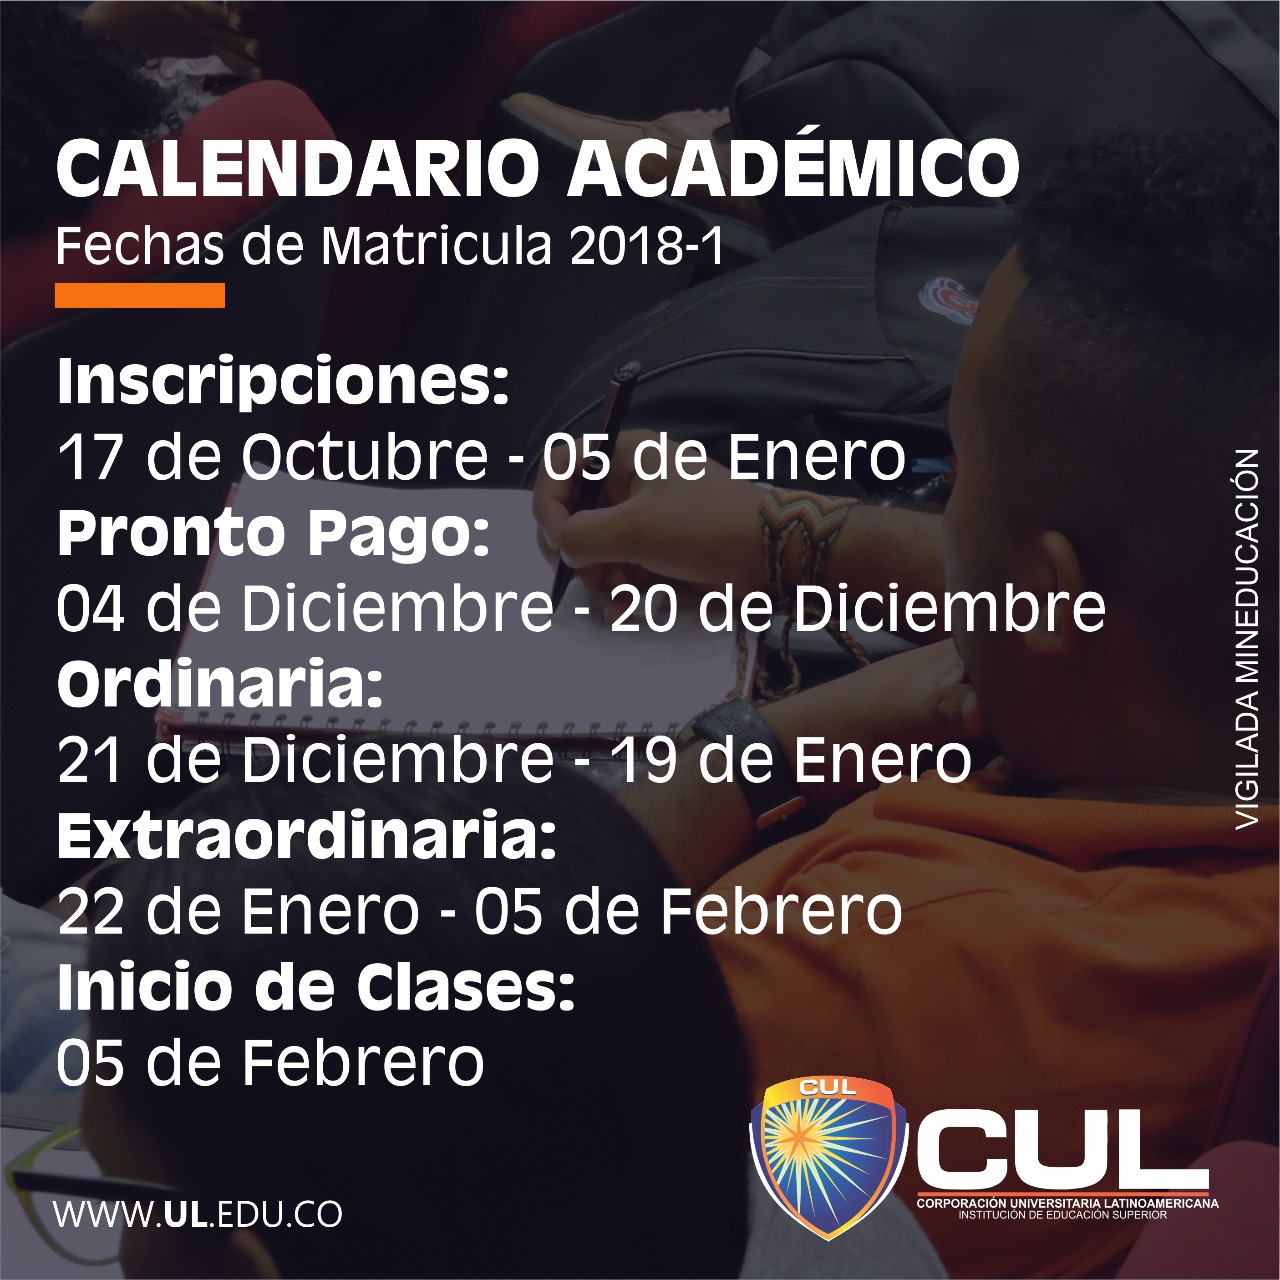 CALENDARIO ACADÉMICO
Fechas de Matricula 2018-1
Inscripciones:
17 de Octubre - 05 de Enero
Pronto Pago:
04 de Diciembre - 20 de Diciembre
Ordinaria:
21 de Diciembre - 19 de Enero
Extraordinaria:
22 de Enero - 05 de Febrero
Inicio de Clases:
05 de Febrero
VIGILADA MINEDUCACIÓN
WWW.UL.EDU.CO
CUL
CUL
CORPORACIÓN UNIVERSITARIA LATINOAMERICANA
INSTITUCIÓN DE EDUCACIÓN SUPERIOR